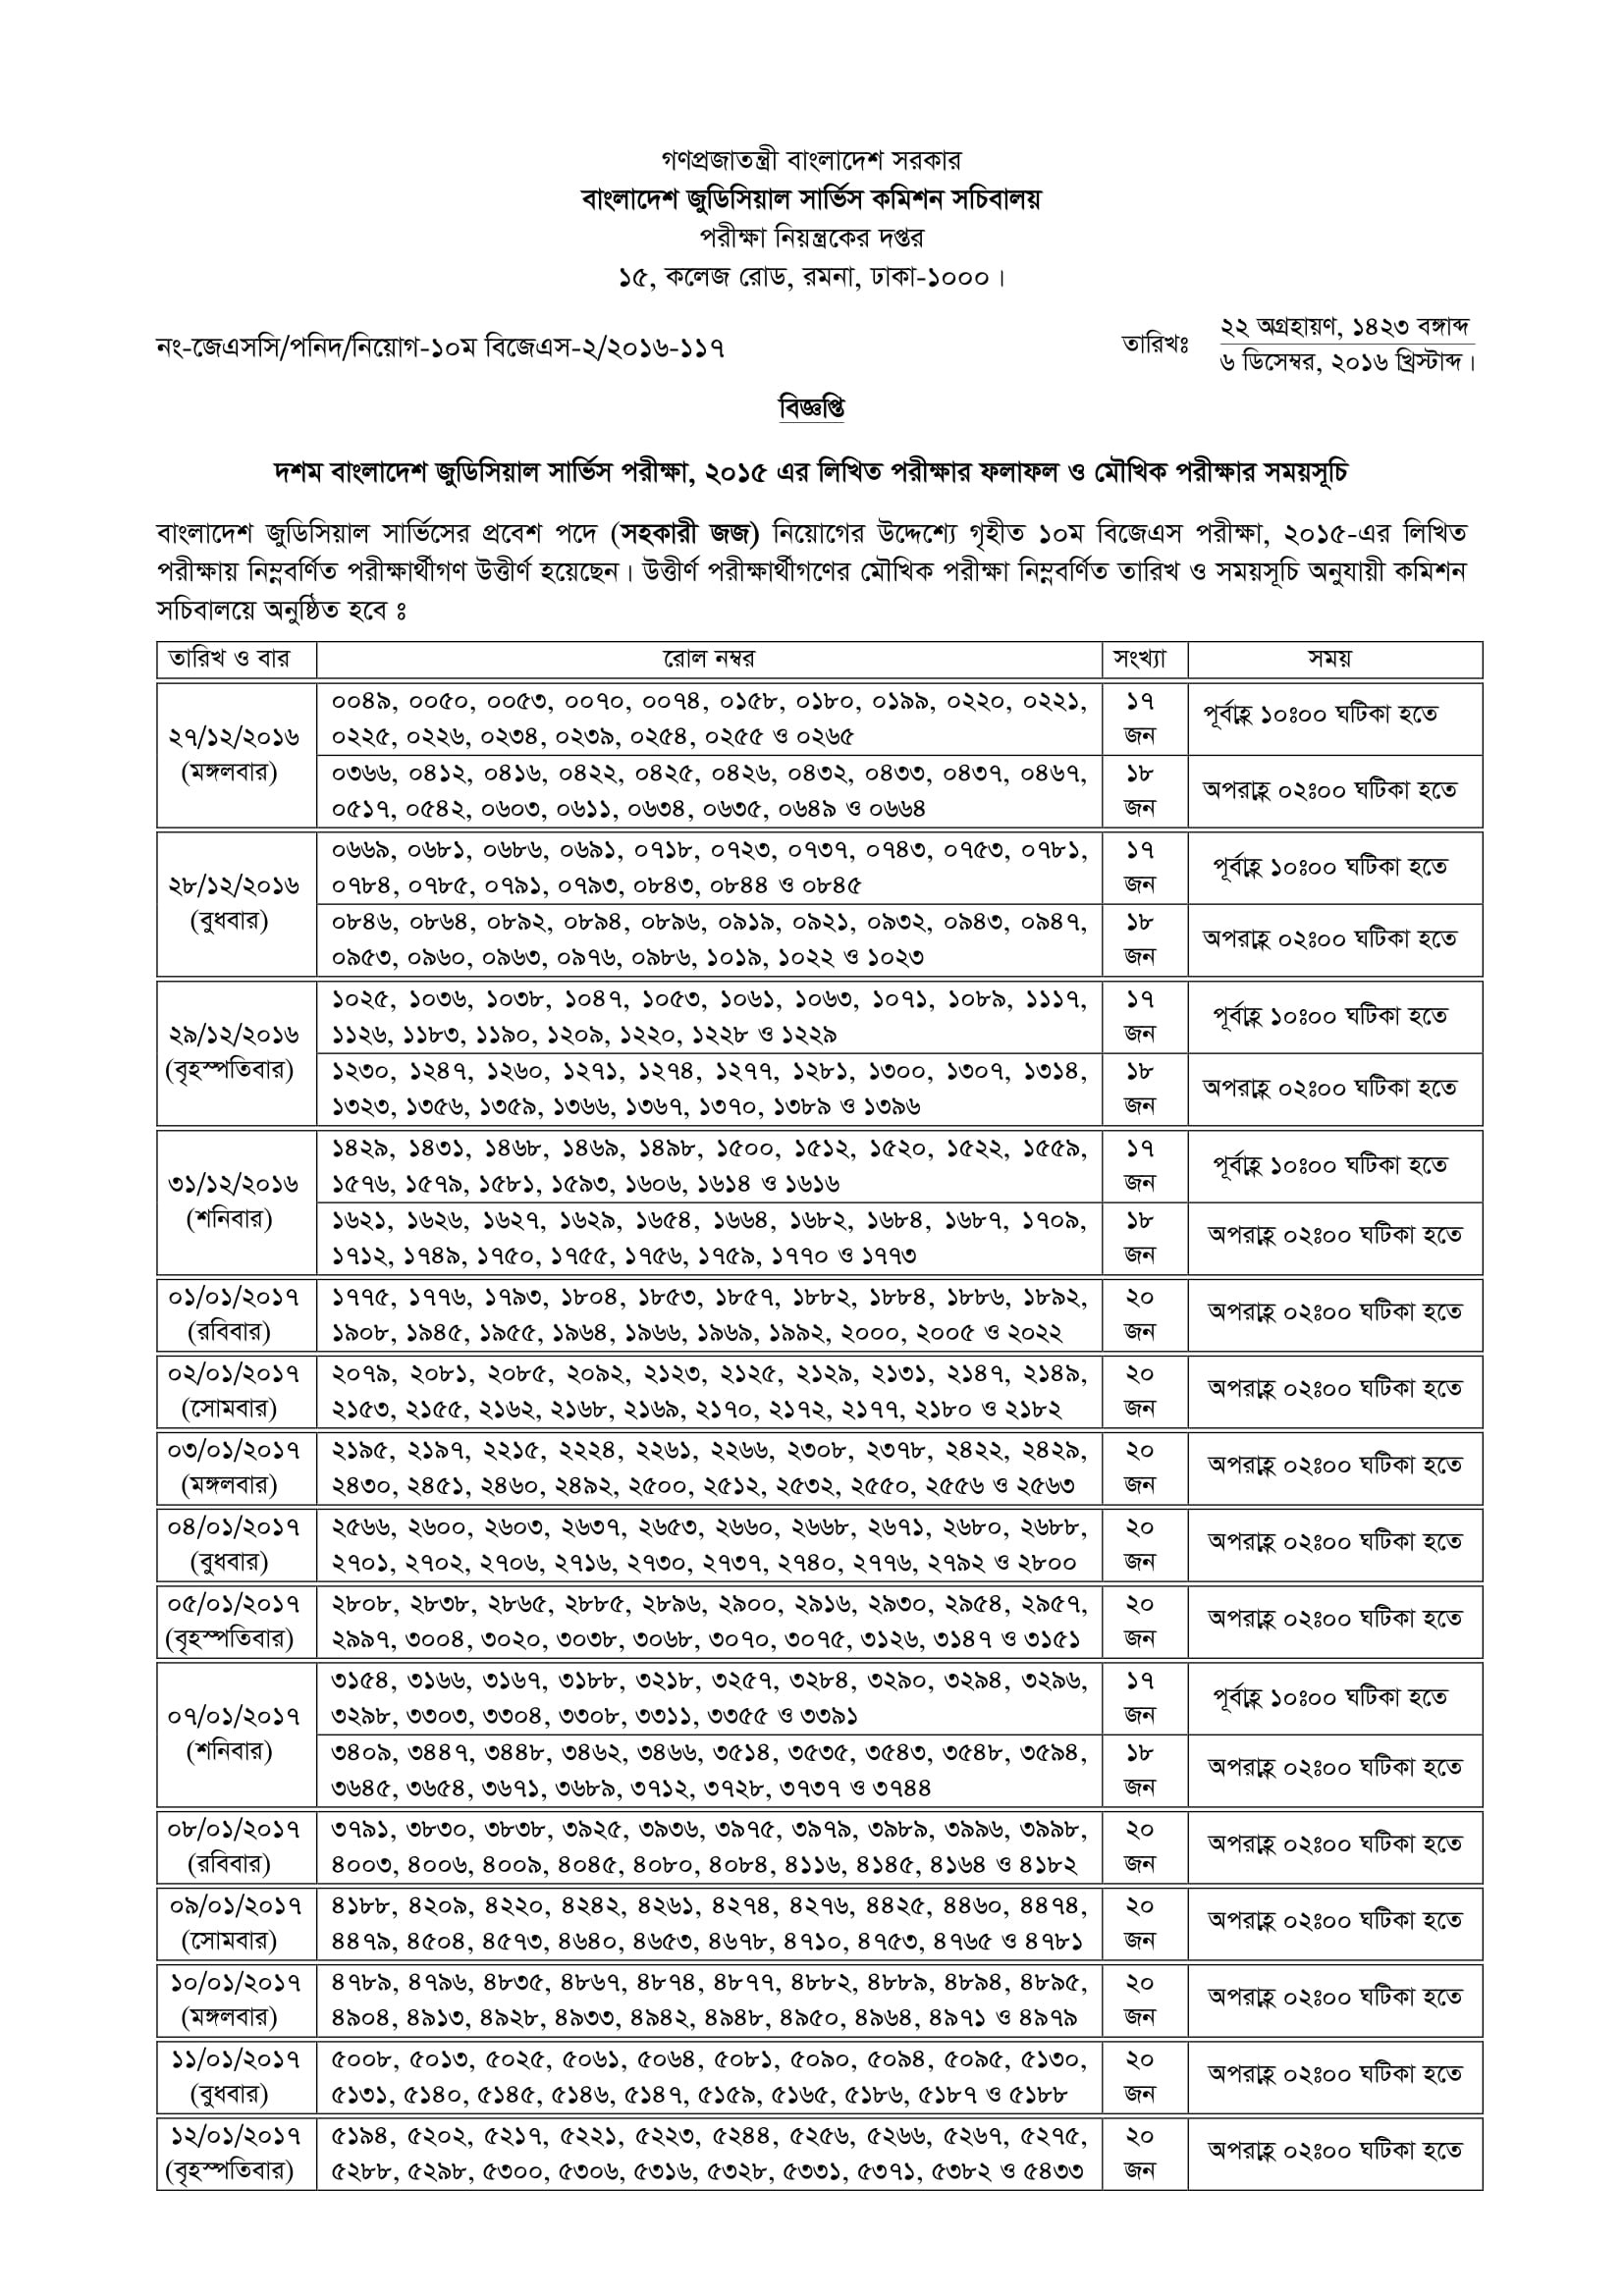 গণপ্রজাতন্ত্রী বাংলাদেশ সরকার
বাংলাদেশ জুডিসিয়াল সার্ভিস কমিশন সচিবালয়
পরীক্ষা নিয়ন্ত্রকের দপ্তর
১৫, কলেজ রোড, রমনা, ঢাকা-১০০০।
নং-জেএসসি/পনিদ/নিয়োগ-১০ম বিজেএস-২/২০১৬-১১৭
তারিখঃ
২২ অগ্রহায়ণ, ১৪২৩ বঙ্গাব্দ
৬ ডিসেম্বর, ২০১৬ খ্রিস্টাব্দ।
বিজ্ঞপ্তি
দশম বাংলাদেশ জুডিসিয়াল সার্ভিস পরীক্ষা, ২০১৫ এর লিখিত পরীক্ষার ফলাফল ও মৌখিক পরীক্ষার সময়সূচি
বাংলাদেশ জুডিসিয়াল সার্ভিসের প্রবেশ পদে (সহকারী জজ) নিয়োগের উদ্দেশ্যে গৃহীত ১০ম বিজেএস পরীক্ষা, ২০১৫-এর লিখিত
পরীক্ষায় নিম্নবর্ণিত পরীক্ষার্থীগণ উত্তীর্ণ হয়েছেন। উত্তীর্ণ পরীক্ষার্থীগণের মৌখিক পরীক্ষা নিম্নবর্ণিত তারিখ ও সময়সূচি অনুযায়ী কমিশন
সচিবালয়ে অনুষ্ঠিত হবে ঃ
তারিখ ও বার রোল নম্বর সংখ্যা সময়
২৭/১২/২০১৬
(মঙ্গলবার)
০০৪৯, ০০৫০, ০০৫৩, ০০৭০, ০০৭৪, ০১৫৮, ০১৮০, ০১৯৯, ০২২০, ০২২১,
০২২৫, ০২২৬, ০২৩৪, ০২৩৯, ০২৫৪, ০২৫৫ ও ০২৬৫
১৭
জন
পূর্বাহ্ণ ১০ঃ০০ ঘটিকা হতে
০৩৬৬, ০৪১২, ০৪১৬, ০৪২২, ০৪২৫, ০৪২৬, ০৪৩২, ০৪৩৩, ০৪৩৭, ০৪৬৭,
০৫১৭, ০৫৪২, ০৬০৩, ০৬১১, ০৬৩৪, ০৬৩৫, ০৬৪৯ ও ০৬৬৪
১৮
জন
অপরাহ্ণ ০২ঃ০০ ঘটিকা হতে
২৮/১২/২০১৬
(বুধবার)
০৬৬৯, ০৬৮১, ০৬৮৬, ০৬৯১, ০৭১৮, ০৭২৩, ০৭৩৭, ০৭৪৩, ০৭৫৩, ০৭৮১,
০৭৮৪, ০৭৮৫, ০৭৯১, ০৭৯৩, ০৮৪৩, ০৮৪৪ ও ০৮৪৫
১৭
জন
পূর্বাহ্ণ ১০ঃ০০ ঘটিকা হতে
০৮৪৬, ০৮৬৪, ০৮৯২, ০৮৯৪, ০৮৯৬, ০৯১৯, ০৯২১, ০৯৩২, ০৯৪৩, ০৯৪৭,
০৯৫৩, ০৯৬০, ০৯৬৩, ০৯৭৬, ০৯৮৬, ১০১৯, ১০২২ ও ১০২৩
১৮
জন
অপরাহ্ণ ০২ঃ০০ ঘটিকা হতে
২৯/১২/২০১৬
(বৃহস্পতিবার)
১০২৫, ১০৩৬, ১০৩৮, ১০৪৭, ১০৫৩, ১০৬১, ১০৬৩, ১০৭১, ১০৮৯, ১১১৭,
১১২৬, ১১৮৩, ১১৯০, ১২০৯, ১২২০, ১২২৮ ও ১২২৯
১৭
জন
পূর্বাহ্ণ ১০ঃ০০ ঘটিকা হতে
১২৩০, ১২৪৭, ১২৬০, ১২৭১, ১২৭৪, ১২৭৭, ১২৮১, ১৩০০, ১৩০৭, ১৩১৪,
১৩২৩, ১৩৫৬, ১৩৫৯, ১৩৬৬, ১৩৬৭, ১৩৭০, ১৩৮৯ ও ১৩৯৬
১৮
জন
অপরাহ্ণ ০২ঃ০০ ঘটিকা হতে
৩১/১২/২০১৬
(শনিবার)
১৪২৯, ১৪৩১, ১৪৬৮, ১৪৬৯, ১৪৯৮, ১৫০০, ১৫১২, ১৫২০, ১৫২২, ১৫৫৯,
১৫৭৬, ১৫৭৯, ১৫৮১, ১৫৯৩, ১৬০৬, ১৬১৪ ও ১৬১৬
১৭
জন
পূর্বাহ্ণ ১০ঃ০০ ঘটিকা হতে
১৬২১, ১৬২৬, ১৬২৭, ১৬২৯, ১৬৫৪, ১৬৬৪, ১৬৮২, ১৬৮৪, ১৬৮৭, ১৭০৯,
১৭১২, ১৭৪৯, ১৭৫০, ১৭৫৫, ১৭৫৬, ১৭৫৯, ১৭৭০ ও ১৭৭৩
১৮
জন
অপরাহ্ণ ০২ঃ০০ ঘটিকা হতে
০১/০১/২০১৭
(রবিবার)
১৭৭৫, ১৭৭৬, ১৭৯৩, ১৮০৪, ১৮৫৩, ১৮৫৭, ১৮৮২, ১৮৮৪, ১৮৮৬, ১৮৯২,
১৯০৮, ১৯৪৫, ১৯৫৫, ১৯৬৪, ১৯৬৬, ১৯৬৯, ১৯৯২, ২০০০, ২০০৫ ও ২০২২
২০
জন
অপরাহ্ণ ০২ঃ০০ ঘটিকা হতে
০২/০১/২০১৭
(সোমবার)
২০৭৯, ২০৮১, ২০৮৫, ২০৯২, ২১২৩, ২১২৫, ২১২৯, ২১৩১, ২১৪৭, ২১৪৯,
২১৫৩, ২১৫৫, ২১৬২, ২১৬৮, ২১৬৯, ২১৭০, ২১৭২, ২১৭৭, ২১৮০ ও ২১৮২
২০
জন
অপরাহ্ণ ০২ঃ০০ ঘটিকা হতে
০৩/০১/২০১৭
(মঙ্গলবার)
২১৯৫, ২১৯৭, ২২১৫, ২২২৪, ২২৬১, ২২৬৬, ২৩০৮, ২৩৭৮, ২৪২২, ২৪২৯,
২৪৩০, ২৪৫১, ২৪৬০, ২৪৯২, ২৫০০, ২৫১২, ২৫৩২, ২৫৫০, ২৫৫৬ ও ২৫৬৩
২০
জন
অপরাহ্ণ ০২ঃ০০ ঘটিকা হতে
০৪/০১/২০১৭
(বুধবার)
২৫৬৬, ২৬০০, ২৬০৩, ২৬৩৭, ২৬৫৩, ২৬৬০, ২৬৬৮, ২৬৭১, ২৬৮০, ২৬৮৮,
২৭০১, ২৭০২, ২৭০৬, ২৭১৬, ২৭৩০, ২৭৩৭, ২৭৪০, ২৭৭৬, ২৭৯২ ও ২৮০০
২০
জন
অপরাহ্ণ ০২ঃ০০ ঘটিকা হতে
০৫/০১/২০১৭
(বৃহস্পতিবার)
২৮০৮, ২৮৩৮, ২৮৬৫, ২৮৮৫, ২৮৯৬, ২৯০০, ২৯১৬, ২৯৩০, ২৯৫৪, ২৯৫৭,
২৯৯৭, ৩০০৪, ৩০২০, ৩০৩৮, ৩০৬৮, ৩০৭০, ৩০৭৫, ৩১২৬, ৩১৪৭ ও ৩১৫১
২০
জন
অপরাহ্ণ ০২ঃ০০ ঘটিকা হতে
০৭/০১/২০১৭
(শনিবার)
৩১৫৪, ৩১৬৬, ৩১৬৭, ৩১৮৮, ৩২১৮, ৩২৫৭, ৩২৮৪, ৩২৯০, ৩২৯৪, ৩২৯৬,
৩২৯৮, ৩৩০৩, ৩৩০৪, ৩৩০৮, ৩৩১১, ৩৩৫৫ ও ৩৩৯১
১৭
জন
পূর্বাহ্ণ ১০ঃ০০ ঘটিকা হতে
৩৪০৯, ৩৪৪৭, ৩৪৪৮, ৩৪৬২, ৩৪৬৬, ৩৫১৪, ৩৫৩৫, ৩৫৪৩, ৩৫৪৮, ৩৫৯৪,
৩৬৪৫, ৩৬৫৪, ৩৬৭১, ৩৬৮৯, ৩৭১২, ৩৭২৮, ৩৭৩৭ ও ৩৭৪৪
১৮
জন
অপরাহ্ণ ০২ঃ০০ ঘটিকা হতে
০৮/০১/২০১৭
(রবিবার)
৩৭৯১, ৩৮৩০, ৩৮৩৮, ৩৯২৫, ৩৯৩৬, ৩৯৭৫, ৩৯৭৯, ৩৯৮৯, ৩৯৯৬, ৩৯৯৮,
৪০০৩, ৪০০৬, ৪০০৯, ৪০৪৫, ৪০৮০, ৪০৮৪, ৪১১৬, ৪১৪৫, ৪১৬৪ ও ৪১৮২
২০
জন
অপরাহ্ণ ০২ঃ০০ ঘটিকা হতে
০৯/০১/২০১৭
(সোমবার)
৪১৮৮, ৪২০৯, ৪২২০, ৪২৪২, ৪২৬১, ৪২৭৪, ৪২৭৬, ৪৪২৫, ৪৪৬০, ৪৪৭৪,
৪৪৭৯, ৪৫০৪, ৪৫৭৩, ৪৬৪০, ৪৬৫৩, ৪৬৭৮, ৪৭১০, ৪৭৫৩, ৪৭৬৫ ও ৪৭৮১
২০
জন
অপরাহ্ণ ০২ঃ০০ ঘটিকা হতে
১০/০১/২০১৭
(মঙ্গলবার)
৪৭৮৯, ৪৭৯৬, ৪৮৩৫, ৪৮৬৭, ৪৮৭৪, ৪৮৭৭, ৪৮৮২, ৪৮৮৯, ৪৮৯৪, ৪৮৯৫,
৪৯০৪, ৪৯১৩, ৪৯২৮, ৪৯৩৩, ৪৯৪২, ৪৯৪৮, ৪৯৫০, ৪৯৬৪, ৪৯৭১ ও ৪৯৭৯
২০
জন
অপরাহ্ণ ০২ঃ০০ ঘটিকা হতে
১১/০১/২০১৭
(বুধবার)
৫০০৮, ৫০১৩, ৫০২৫, ৫০৬১, ৫০৬৪, ৫০৮১, ৫০৯০, ৫০৯৪, ৫০৯৫, ৫১৩০,
৫১৩১, ৫১৪০, ৫১৪৫, ৫১৪৬, ৫১৪৭, ৫১৫৯, ৫১৬৫, ৫১৮৬, ৫১৮৭ ও ৫১৮৮
২০
জন
অপরাহ্ণ ০২ঃ০০ ঘটিকা হতে
১২/০১/২০১৭
(বৃহস্পতিবার)
৫১৯৪, ৫২০২, ৫২১৭, ৫২২১, ৫২২৩, ৫২৪৪, ৫২৫৬, ৫২৬৬, ৫২৬৭, ৫২৭৫,
৫২৮৮, ৫২৯৮, ৫৩০০, ৫৩০৬, ৫৩১৬, ৫৩২৮, ৫৩৩১, ৫৩৭১, ৫৩৮২ ও ৫৪৩৩
২০
জন
অপরাহ্ণ ০২ঃ০০ ঘটিকা হতে